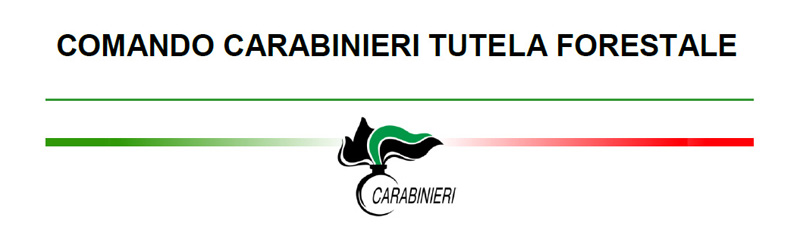 COMANDO CARABINIERI TUTELA FORESTALE
CARABINIERI